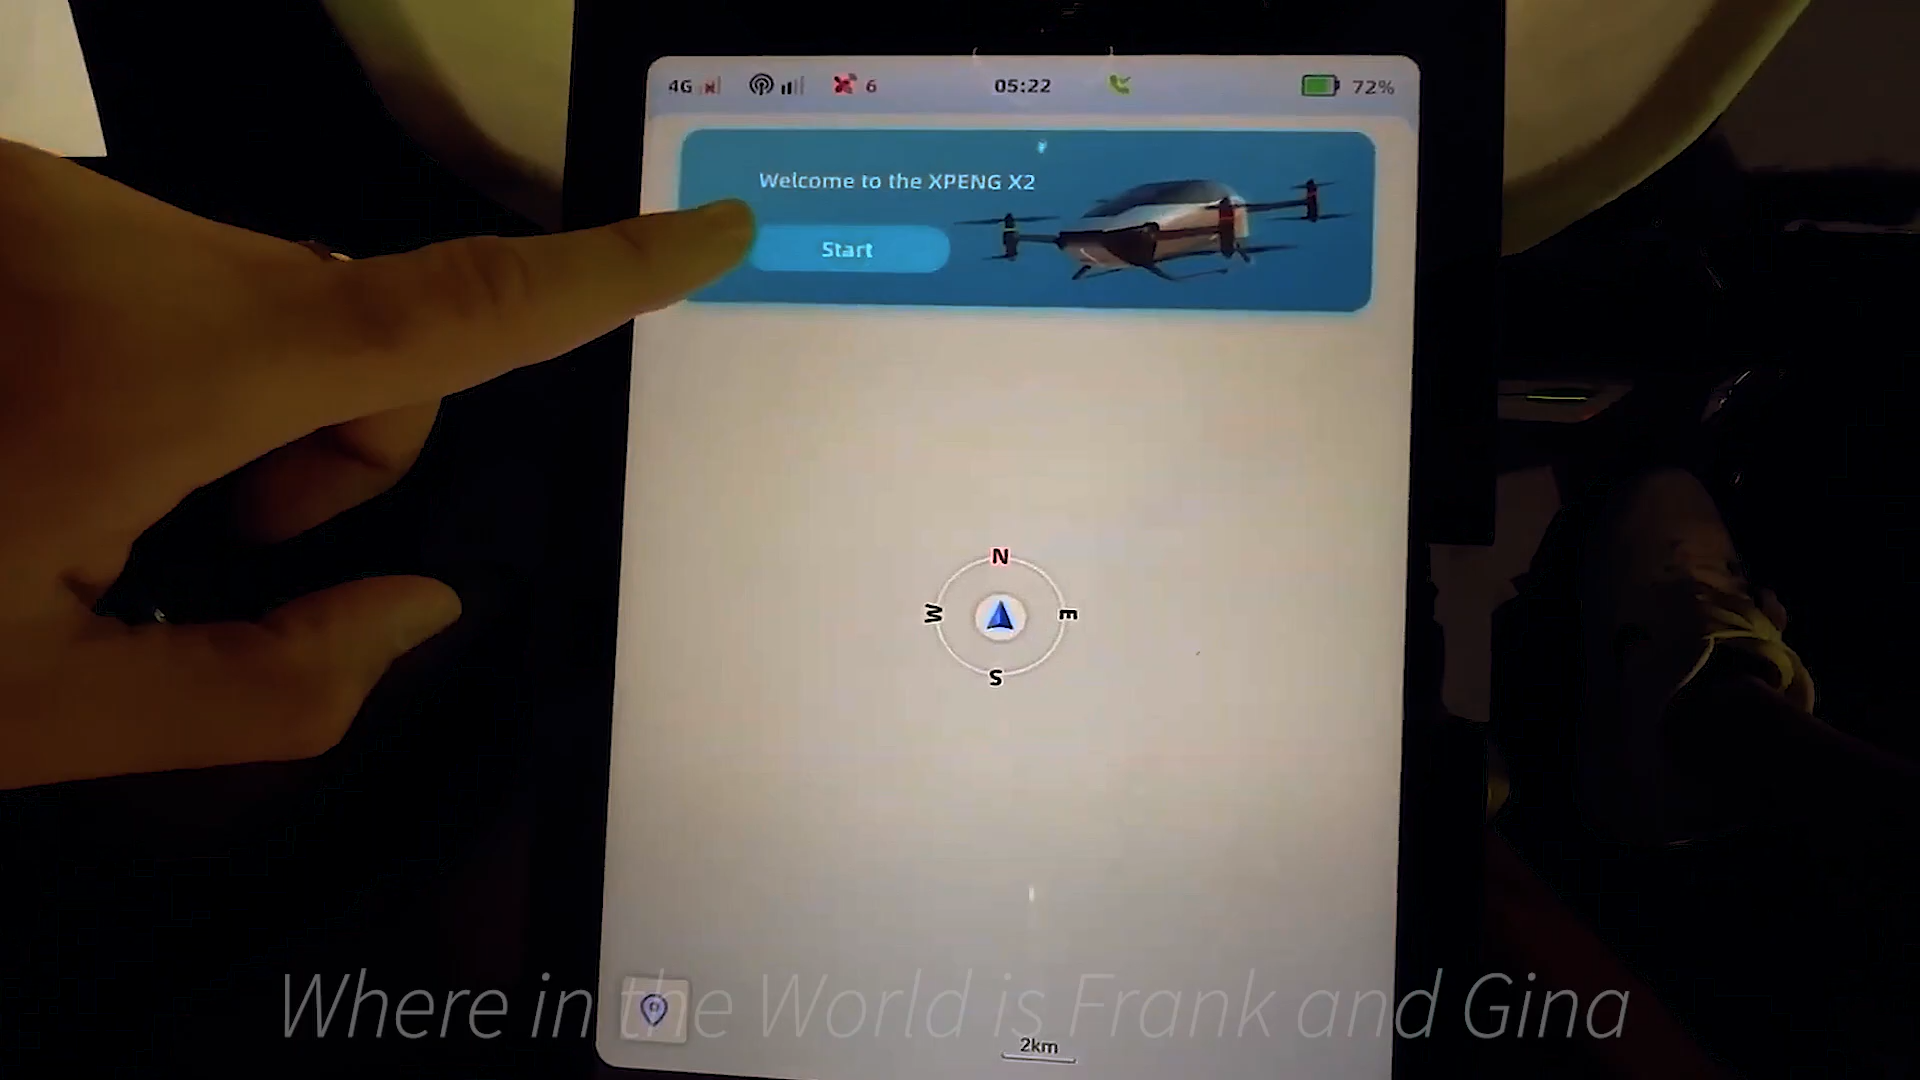 4G 6 05:22 72%
Welcome to the XPENG X2
Start
N
W E
S
2km
Where in the World is Frank and Gina